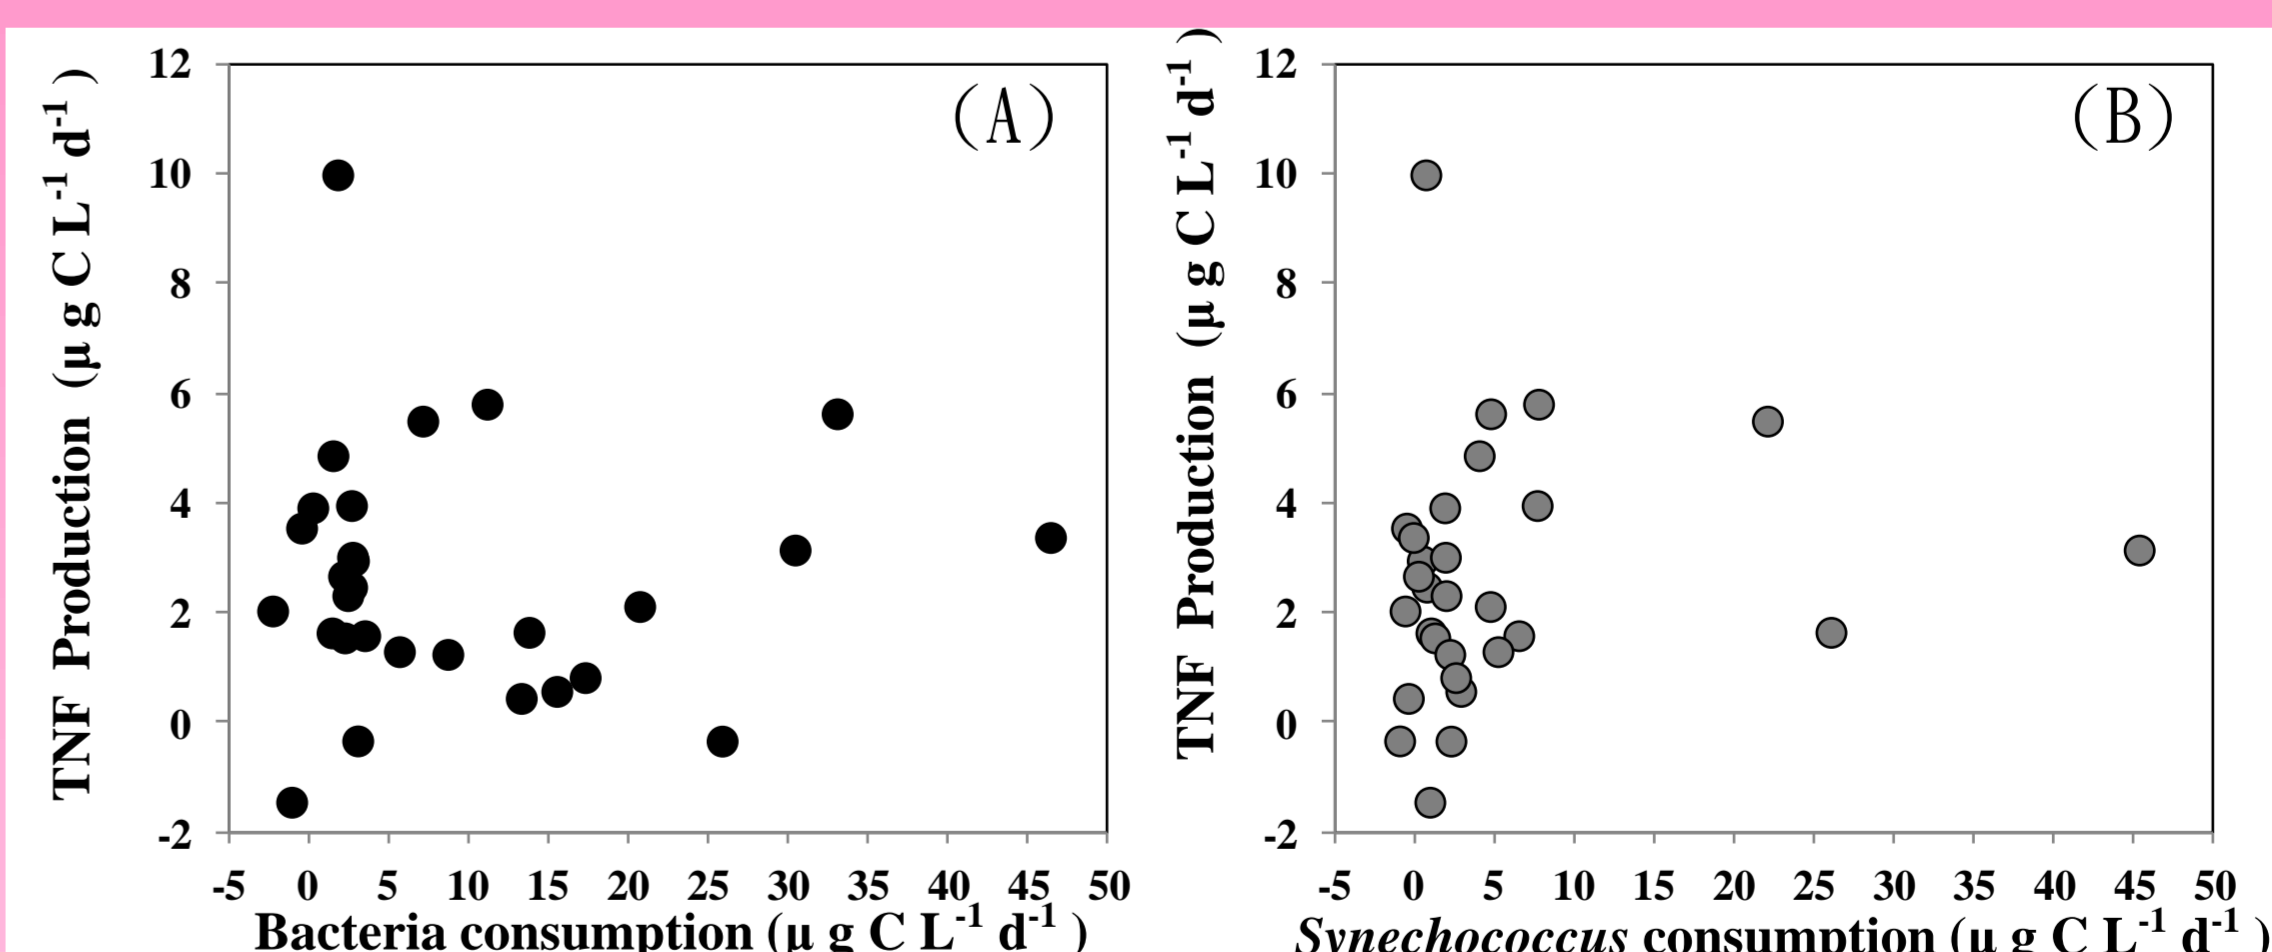 TNF Production (μ g C L-1 d-1 )
12
10
8
6
4
2
0
-2
(A)
-5 0 5 10 15 20 25 30 35 40 45 50
Bacteria consumption (μ g C L-1 d-1 )
TNF Production (μ g C L-1 d-1 )
12
10
8
6
4
2
0
-2
(B)
-5 0 5 10 15 20 25 30 35 40 45 50
Synechococcus consumption (μ g C L-1 d-1 )